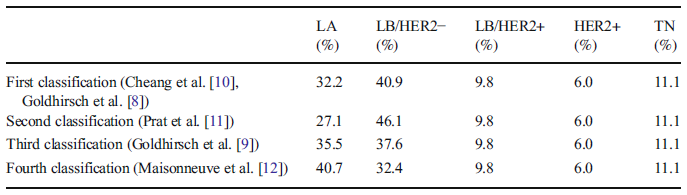 LA LB/HER2− LB/HER2+ HER2+ TN
(%) (%) (%) (%) (%)
First classification (Cheang et al. [10], 32.2 40.9 9.8 6.0 11.1
Goldhirsch et al. [8])
Second classification (Prat et al. [11]) 27.1 46.1 9.8 6.0 11.1
Third classification (Goldhirsch et al. [9]) 35.5 37.6 9.8 6.0 11.1
Fourth classification (Maisonneuve et al. [12]) 40.7 32.4 9.8 6.0 11.1